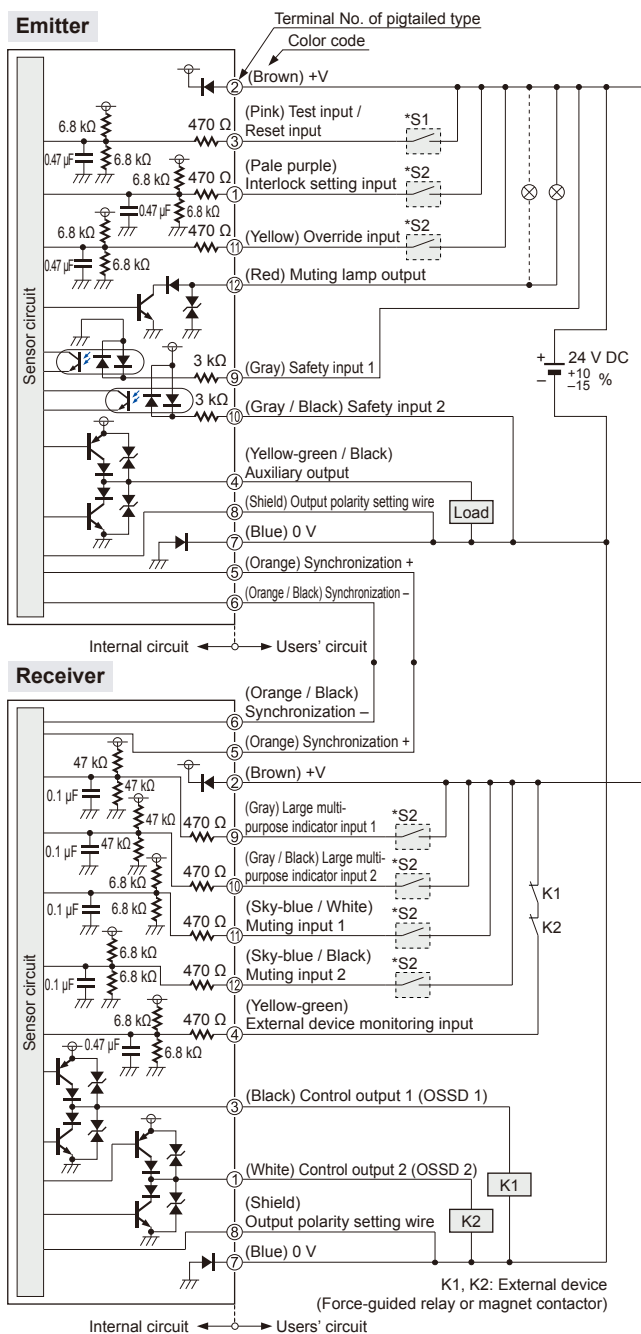 Emitter
Terminal No. of pigtailed type
Color code
② (Brown) +V
6.8 kΩ
0.47 µF
6.8 kΩ
470 Ω
③ (Pink) Test input /
Reset input
*S1
6.8 kΩ
0.47 µF
6.8 kΩ
470 Ω
① (Pale purple)
Interlock setting input
*S2
6.8 kΩ
0.47 µF
6.8 kΩ
470 Ω
⑪ (Yellow) Override input
*S2
⑫ (Red) Muting lamp output
Sensor circuit
3 kΩ
⑨ (Gray) Safety input 1
3 kΩ
⑩ (Gray / Black) Safety input 2
+
–
24 V DC
+10
–15 %
④ (Yellow-green / Black)
Auxiliary output
⑧ (Shield) Output polarity setting wire
Load
⑦ (Blue) 0 V
⑤ (Orange) Synchronization +
⑥ (Orange / Black) Synchronization –
Internal circuit
Users' circuit
Receiver
⑥ (Orange / Black)
Synchronization –
⑤ (Orange) Synchronization +
② (Brown) +V
47 kΩ
0.1 µF
47 kΩ
470 Ω
⑨ (Gray) Large multi-
purpose indicator input 1
*S2
47 kΩ
0.1 µF
47 kΩ
470 Ω
⑩ (Gray / Black) Large multi-
purpose indicator input 2
*S2
6.8 kΩ
0.1 µF
6.8 kΩ
470 Ω
⑪ (Sky-blue / White)
Muting input 1
*S2
K1
K2
6.8 kΩ
0.1 µF
6.8 kΩ
470 Ω
⑫ (Sky-blue / Black)
Muting input 2
*S2
6.8 kΩ
0.47 µF
6.8 kΩ
470 Ω
④ (Yellow-green)
External device monitoring input
Sensor circuit
③ (Black) Control output 1 (OSSD 1)
① (White) Control output 2 (OSSD 2)
K1
K2
⑧ (Shield)
Output polarity setting wire
⑦ (Blue) 0 V
K1, K2: External device
(Force-guided relay or magnet contactor)
Internal circuit
Users' circuit